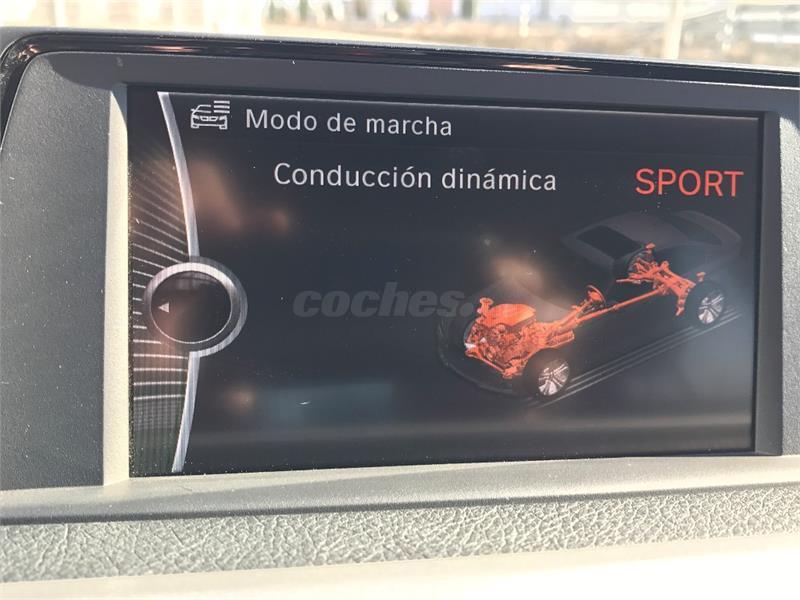 Modo de marcha
Conducción dinámica SPORT
coches.